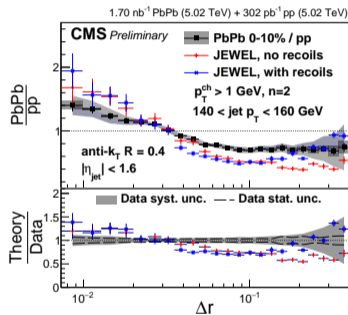 1.70 nb⁻¹ PbPb (5.02 TeV) + 302 pb⁻¹ pp (5.02 TeV)
CMS Preliminary
PbPb 0-10% / pp
JEWEL, no recoils
JEWEL, with recoils
p_T^ch > 1 GeV, n=2
140 < jet p_T < 160 GeV
anti-k_T R = 0.4
|η_jet| < 1.6
PbPb
pp
2
1
Data syst. unc.
Data stat. unc.
Theory
Data
2
1.5
1
0.5
0
10⁻²
10⁻¹
Δr